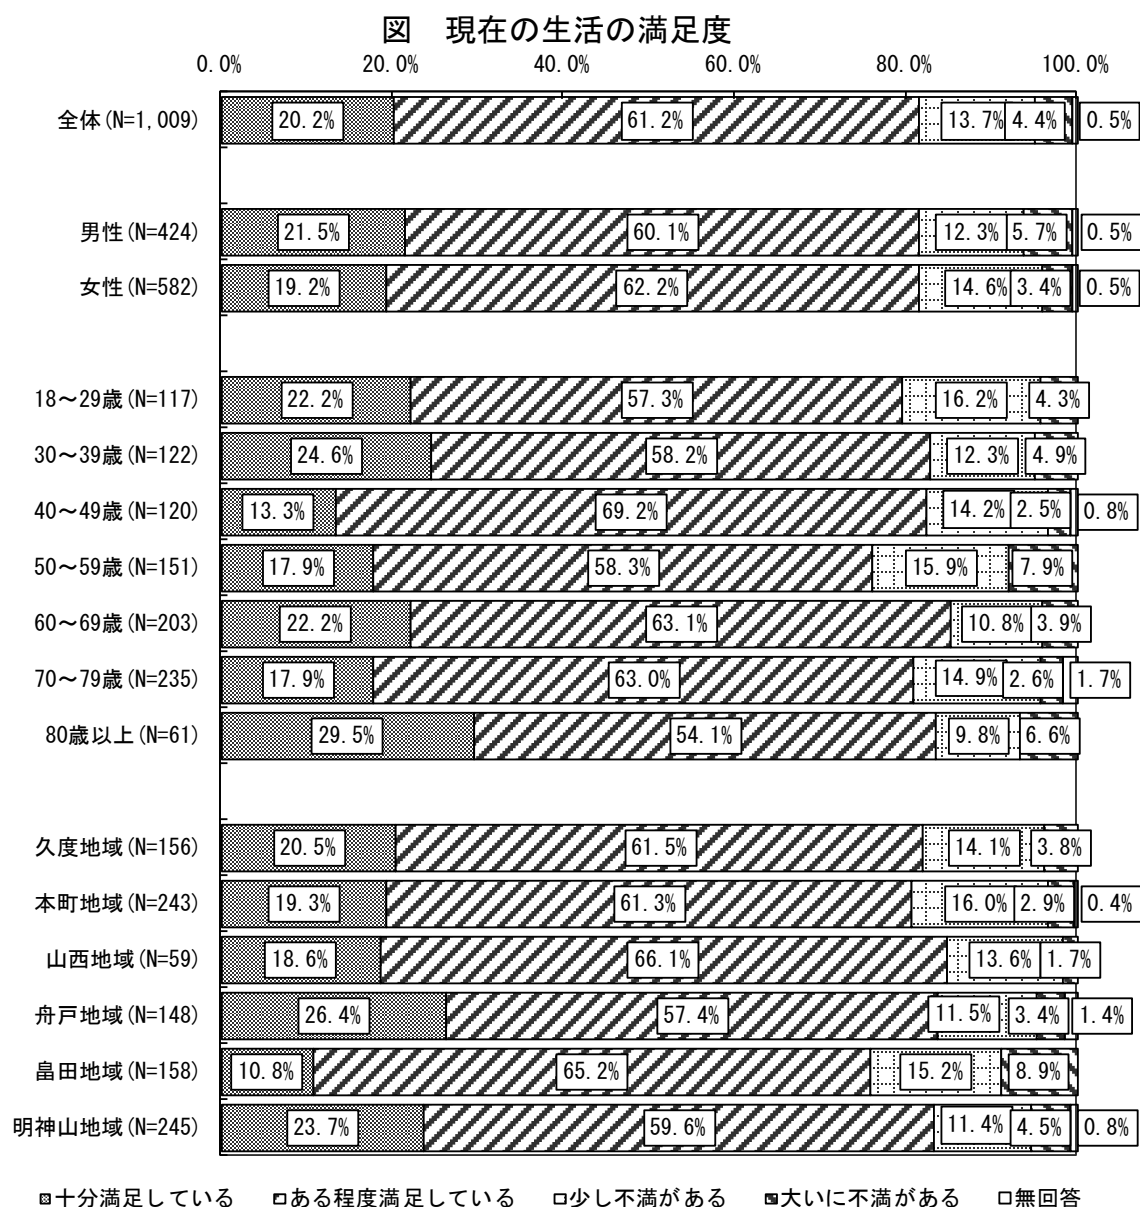 図　現在の生活の満足度
0.0% 20.0% 40.0% 60.0% 80.0% 100.0%
全体(N=1,009) 20.2% 61.2% 13.7% 4.4% 0.5%
男性(N=424) 21.5% 60.1% 12.3% 5.7% 0.5%
女性(N=582) 19.2% 62.2% 14.6% 3.4% 0.5%
18～29歳(N=117) 22.2% 57.3% 16.2% 4.3%
30～39歳(N=122) 24.6% 58.2% 12.3% 4.9%
40～49歳(N=120) 13.3% 69.2% 14.2% 2.5% 0.8%
50～59歳(N=151) 17.9% 58.3% 15.9% 7.9%
60～69歳(N=203) 22.2% 63.1% 10.8% 3.9%
70～79歳(N=235) 17.9% 63.0% 14.9% 2.6% 1.7%
80歳以上(N=61) 29.5% 54.1% 9.8% 6.6%
久度地域(N=156) 20.5% 61.5% 14.1% 3.8%
本町地域(N=243) 19.3% 61.3% 16.0% 2.9% 0.4%
山西地域(N=59) 18.6% 66.1% 13.6% 1.7%
舟戸地域(N=148) 26.4% 57.4% 11.5% 3.4% 1.4%
畠田地域(N=158) 10.8% 65.2% 15.2% 8.9%
明神山地域(N=245) 23.7% 59.6% 11.4% 4.5% 0.8%
十分満足している ある程度満足している 少し不満がある 大いに不満がある 無回答